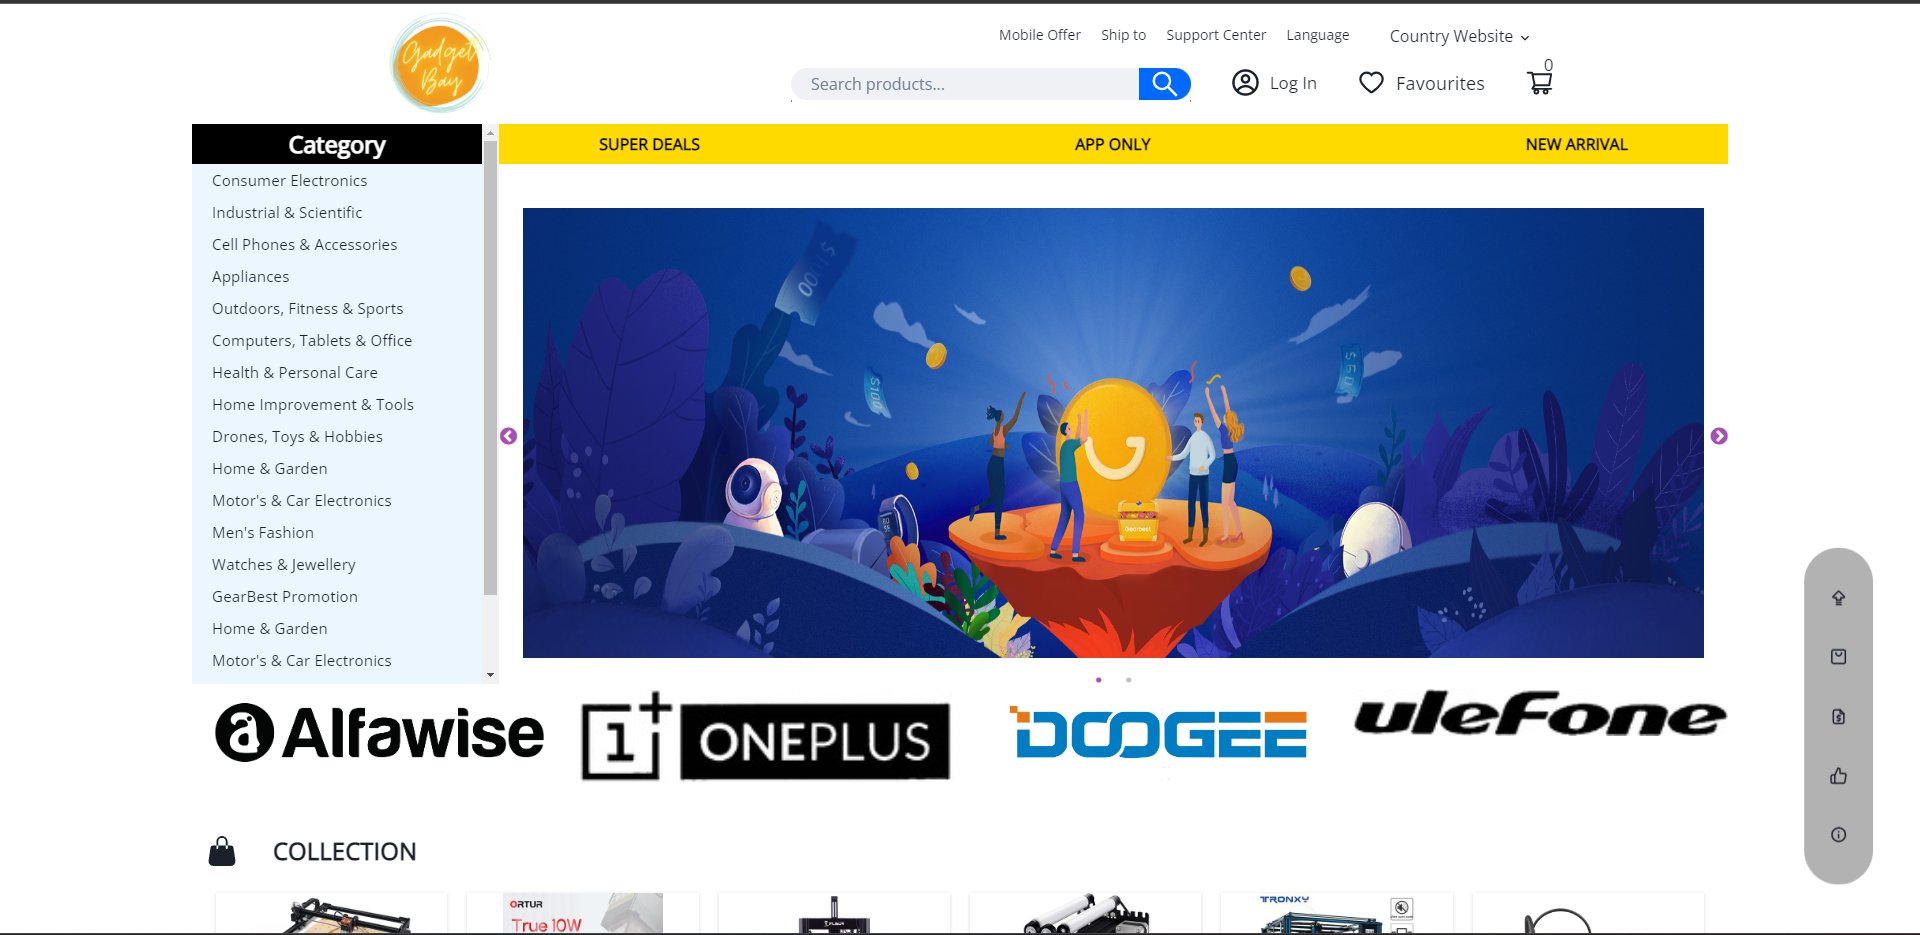 Gadget
Bay
Mobile Offer
Ship to
Support Center
Language
Country Website
Search products...
Log In
Favourites
0
Category
SUPER DEALS
APP ONLY
NEW ARRIVAL
Consumer Electronics
Industrial & Scientific
Cell Phones & Accessories
Appliances
Outdoors, Fitness & Sports
Computers, Tablets & Office
Health & Personal Care
Home Improvement & Tools
Drones, Toys & Hobbies
Home & Garden
Motor's & Car Electronics
Men's Fashion
Watches & Jewellery
GearBest Promotion
Home & Garden
Motor's & Car Electronics
$1000
$100
$50
Gearbest
a Alfawise
1+ ONEPLUS
DOOGEE
uleFone
COLLECTION
ORTUR
True 10W
TRONXY